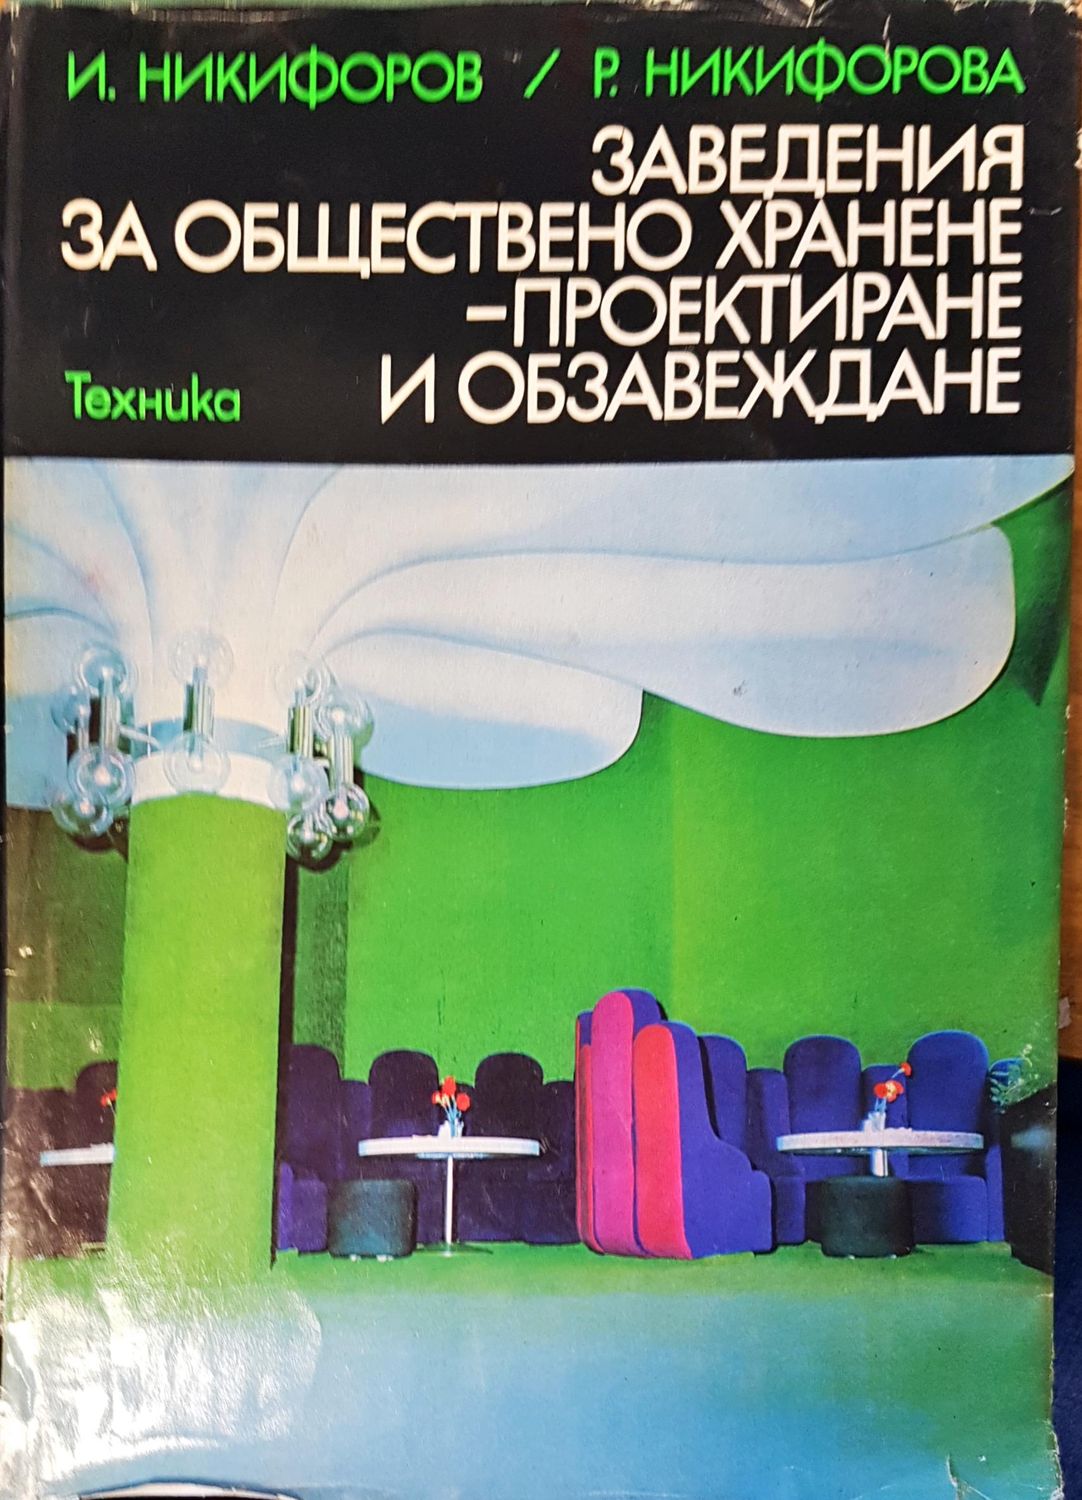 И. НИКИФОРОВ / Р. НИКИФОРОВА
ЗАВЕДЕНИЯ
ЗА ОБЩЕСТВЕНО ХРАНЕНЕ
–ПРОЕКТИРАНЕ
И ОБЗАВЕЖДАНЕ
Техника